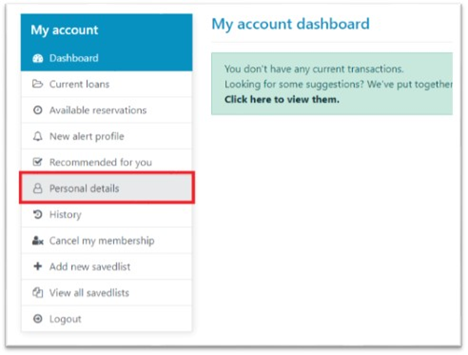 My account
Dashboard
Current loans
Available reservations
New alert profile
Recommended for you
Personal details
History
Cancel my membership
Add new savedlist
View all savedlists
Logout
My account dashboard
You don't have any current transactions.
Looking for some suggestions? We've put together
Click here to view them.